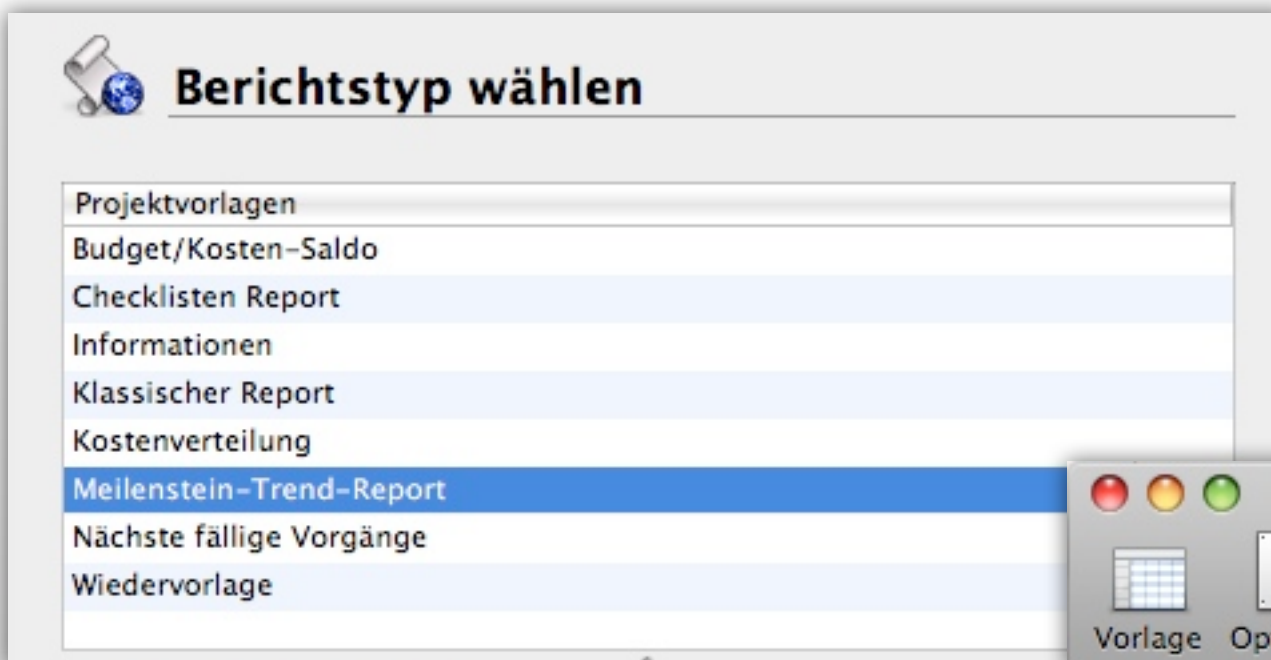 Berichtstyp wählen
Projektvorlagen
Budget/Kosten-Saldo
Checklisten Report
Informationen
Klassischer Report
Kostenverteilung
Meilenstein-Trend-Report
Nächste fällige Vorgänge
Wiedervorlage
Vorlage